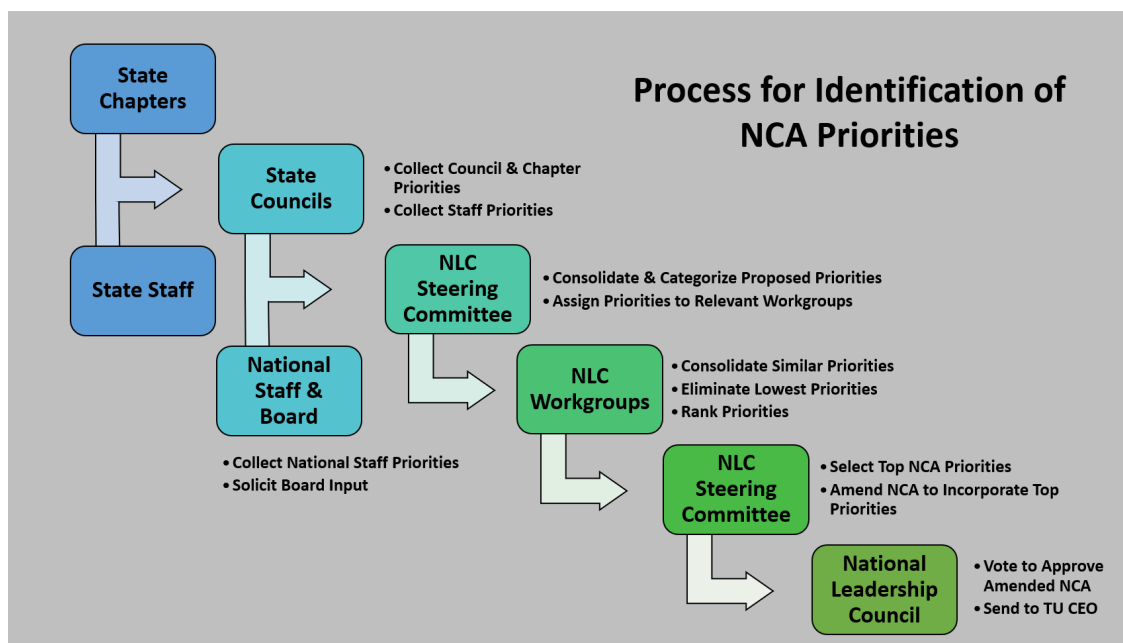 Process for Identification of
NCA Priorities
State
Chapters
State Staff
State
Councils
• Collect Council & Chapter
Priorities
• Collect Staff Priorities
National
Staff &
Board
• Collect National Staff Priorities
• Solicit Board Input
NLC
Steering
Committee
• Consolidate & Categorize Proposed Priorities
• Assign Priorities to Relevant Workgroups
NLC
Workgroups
• Consolidate Similar Priorities
• Eliminate Lowest Priorities
• Rank Priorities
NLC
Steering
Committee
• Select Top NCA Priorities
• Amend NCA to Incorporate Top
Priorities
National
Leadership
Council
• Vote to Approve
Amended NCA
• Send to TU CEO